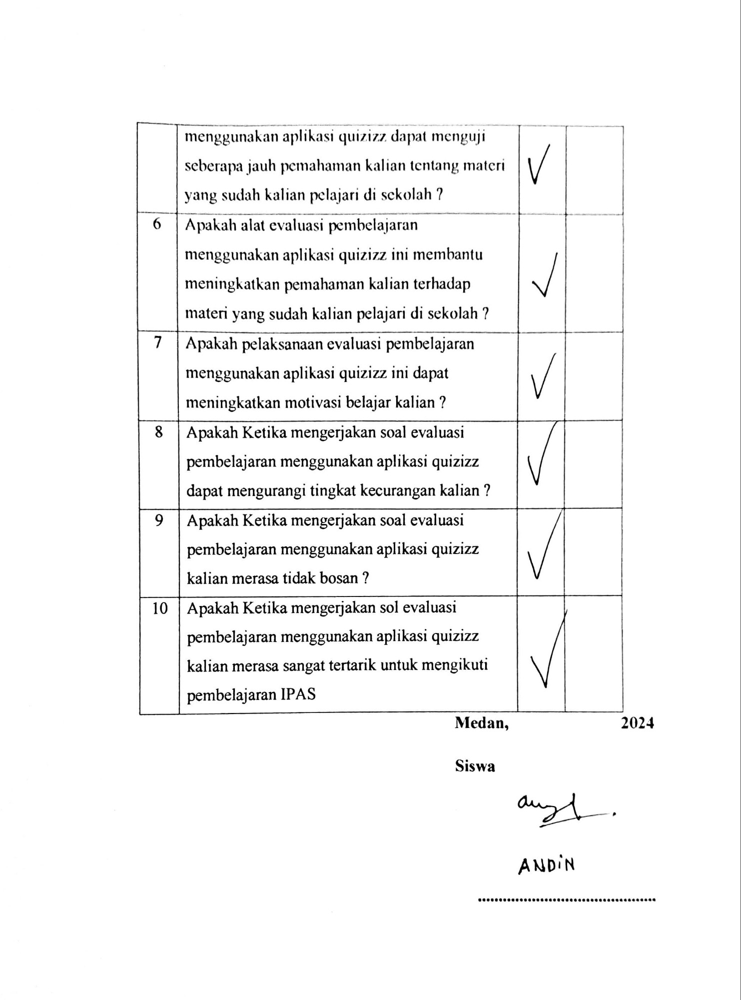 menggunakan aplikasi quizizz dapat menguji
seberapa jauh pemahaman kalian tentang materi
yang sudah kalian pelajari di sekolah ?
6 Apakah alat evaluasi pembelajaran
menggunakan aplikasi quizizz ini membantu
meningkatkan pemahaman kalian terhadap
materi yang sudah kalian pelajari di sekolah ?
7 Apakah pelaksanaan evaluasi pembelajaran
menggunakan aplikasi quizizz ini dapat
meningkatkan motivasi belajar kalian ?
8 Apakah Ketika mengerjakan soal evaluasi
pembelajaran menggunakan aplikasi quizizz
dapat mengurangi tingkat kecurangan kalian ?
9 Apakah Ketika mengerjakan soal evaluasi
pembelajaran menggunakan aplikasi quizizz
kalian merasa tidak bosan ?
10 Apakah Ketika mengerjakan sol evaluasi
pembelajaran menggunakan aplikasi quizizz
kalian merasa sangat tertarik untuk mengikuti
pembelajaran IPAS
Medan, 2024
Siswa
ANDiN